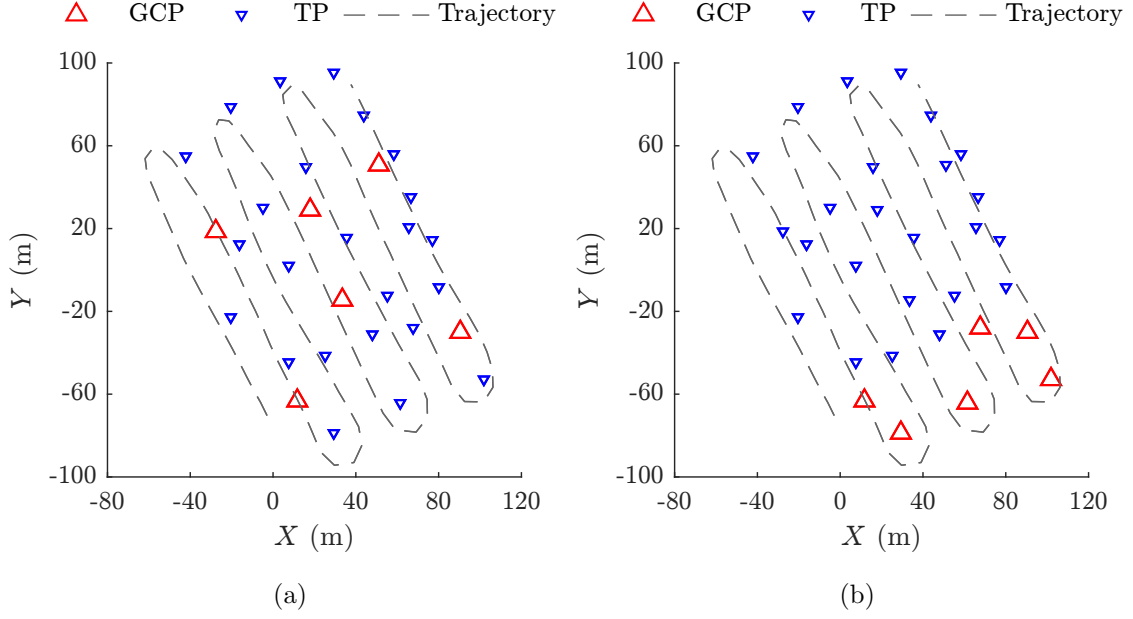 GCP TP Trajectory GCP TP Trajectory
100 100
60 60
20 20
-20 -20
-60 -60
-100 -100
-80 -40 0 40 80 120 -80 -40 0 40 80 120
Y (m) Y (m)
X (m) X (m)
(a) (b)